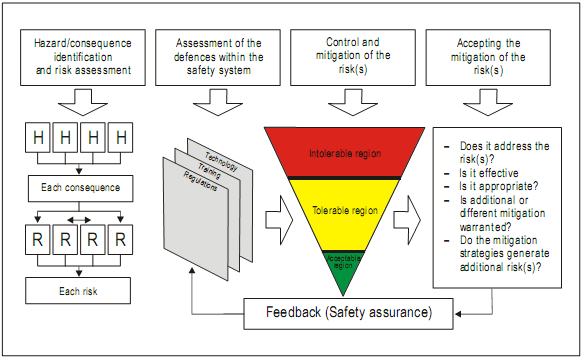 Hazard/consequence
identification
and risk assessment
Assessment of the
defences within the
safety system
Control and
mitigation of the
risk(s)
Accepting the
mitigation of the
risk(s)
H H H H
Each consequence
R R R R
Each risk
Technology
Training
Regulations
Intolerable region
Tolerable region
Acceptable
region
– Does it address the
risk(s)?
– Is it effective
– Is it appropriate?
– Is additional or
different mitigation
warranted?
– Do the mitigation
strategies generate
additional risk(s)?
Feedback (Safety assurance)